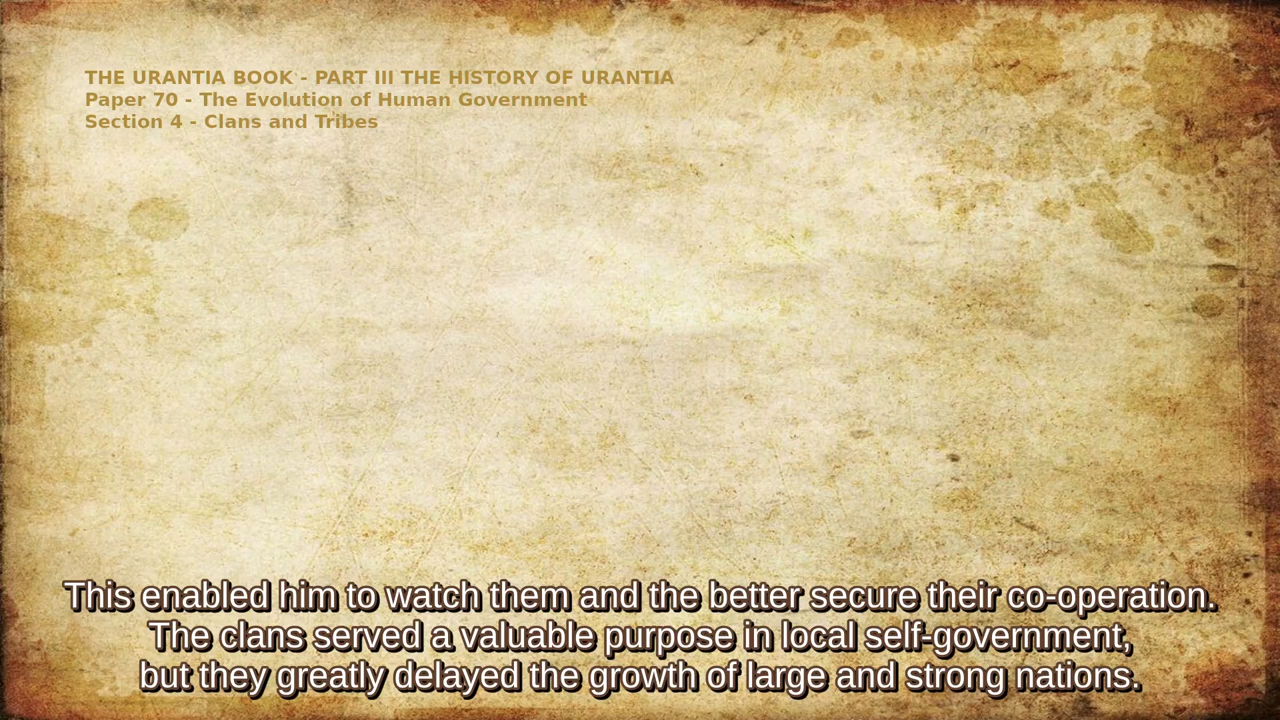 THE URANTIA BOOK - PART III THE HISTORY OF URANTIA
Paper 70 - The Evolution of Human Government
Section 4 - Clans and Tribes
This enabled him to watch them and the better secure their co-operation.
The clans served a valuable purpose in local self-government,
but they greatly delayed the growth of large and strong nations.